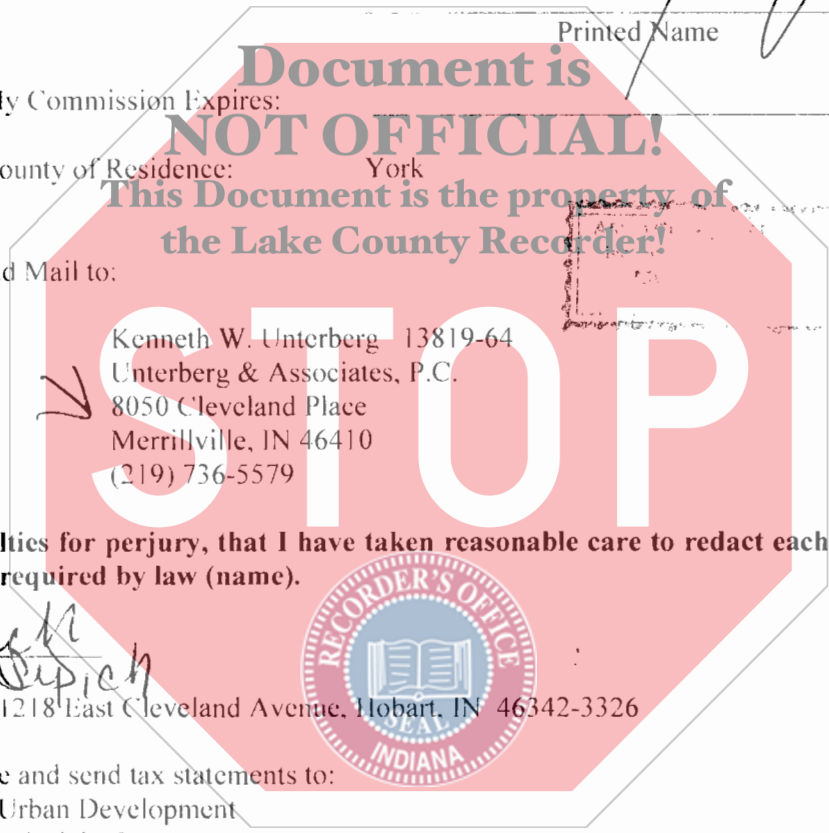 Printed Name
Document is
ly Commission Expires:
NOT OFFICIAL!
ounty of Residence: York
This Document is the property of
the Lake County Recorder!
d Mail to:
STOP
Kenneth W. Unterberg 13819-64
Unterberg & Associates, P.C.
8050 Cleveland Place
Merrillville, IN 46410
(219) 736-5579
lties for perjury, that I have taken reasonable care to redact each
required by law (name).
RECORDER'S OFFICE
SEAL
INDIANA
1218 East Cleveland Avenue, Hobart, IN 46342-3326
e and send tax statements to:
Urban Development